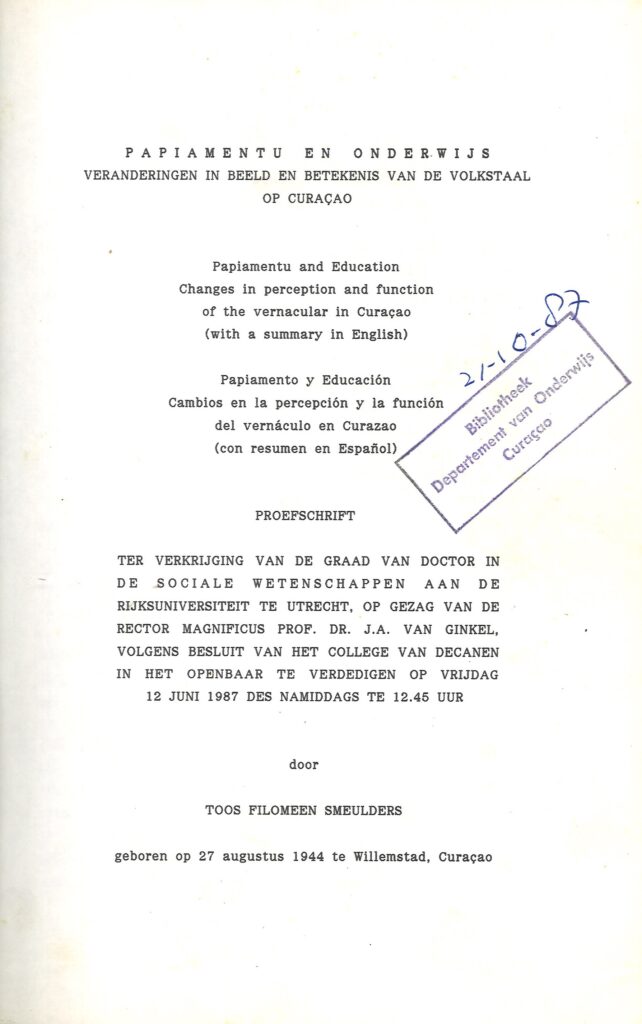 PAPIAMENTU EN ONDERWIJS
VERANDERINGEN IN BEELD EN BETEKENIS VAN DE VOLKSTAAL
OP CURAÇAO
Papiamentu and Education
Changes in perception and function
of the vernacular in Curaçao
(with a summary in English)
Papiamento y Educación
Cambios en la percepción y la función
del vernáculo en Curazao
(con resumen en Español)
21-10-87
Bibliotheek
Departement van Onderwijs
Curaçao
PROEFSCHRIFT
TER VERKRIJGING VAN DE GRAAD VAN DOCTOR IN
DE SOCIALE WETENSCHAPPEN AAN DE
RIJKSUNIVERSITEIT TE UTRECHT, OP GEZAG VAN DE
RECTOR MAGNIFICUS PROF. DR. J.A. VAN GINKEL,
VOLGENS BESLUIT VAN HET COLLEGE VAN DECANEN
IN HET OPENBAAR TE VERDEDIGEN OP VRIJDAG
12 JUNI 1987 DES NAMIDDAGS TE 12.45 UUR
door
TOOS FILOMEEN SMEULDERS
geboren op 27 augustus 1944 te Willemstad, Curaçao